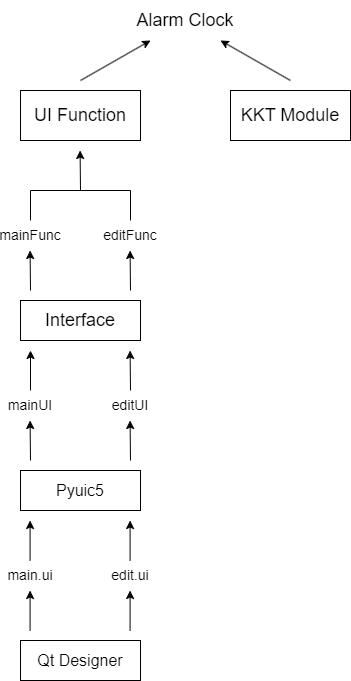 Alarm Clock
UI Function
KKT Module
mainFunc
editFunc
Interface
mainUI
editUI
Pyuic5
main.ui
edit.ui
Qt Designer